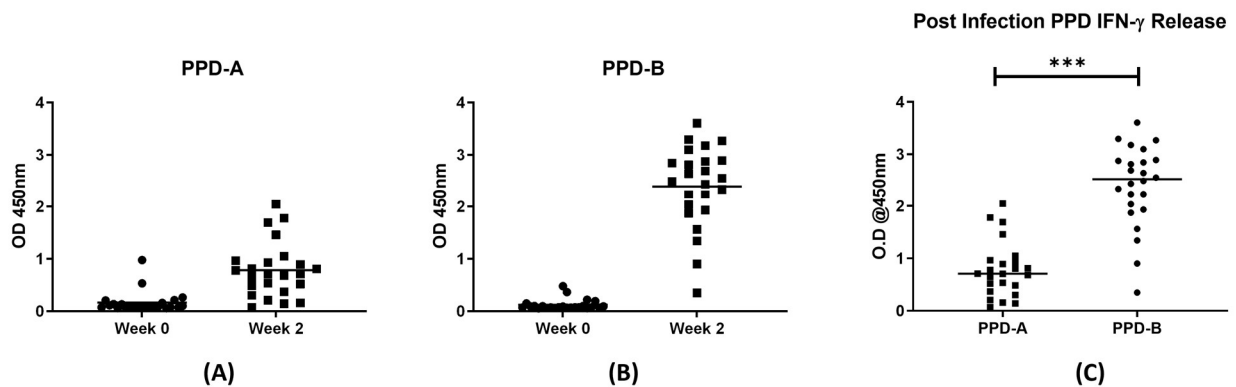 Post Infection PPD IFN-γ Release
PPD-A
PPD-B
***
4
3
2
1
0
OD 450nm
Week 0
Week 2
4
3
2
1
0
OD 450nm
Week 0
Week 2
4
3
2
1
0
O.D @450nm
PPD-A
PPD-B
(A)
(B)
(C)